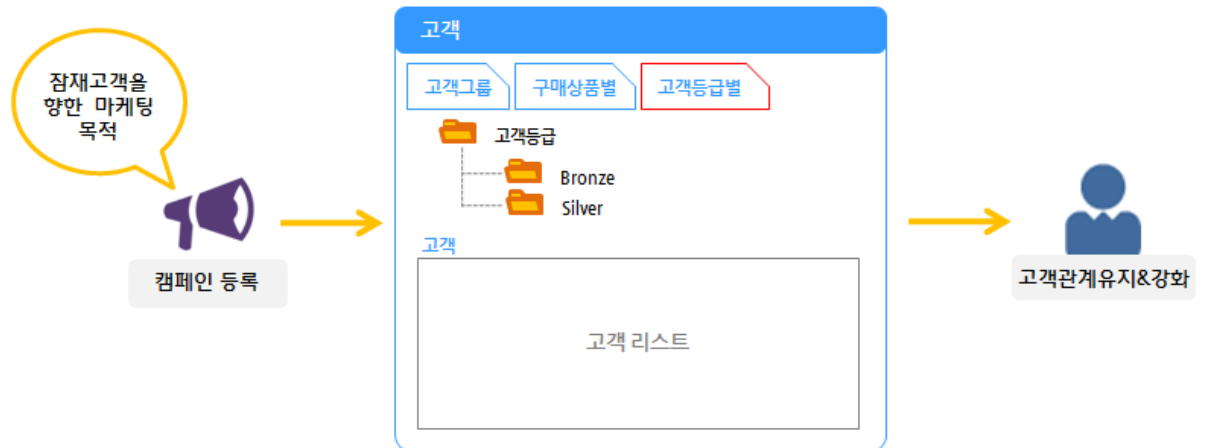 잠재고객을
향한 마케팅
목적
캠페인 등록
고객
고객그룹
구매상품별
고객등급별
고객등급
Bronze
Silver
고객
고객 리스트
고객관계유지&강화